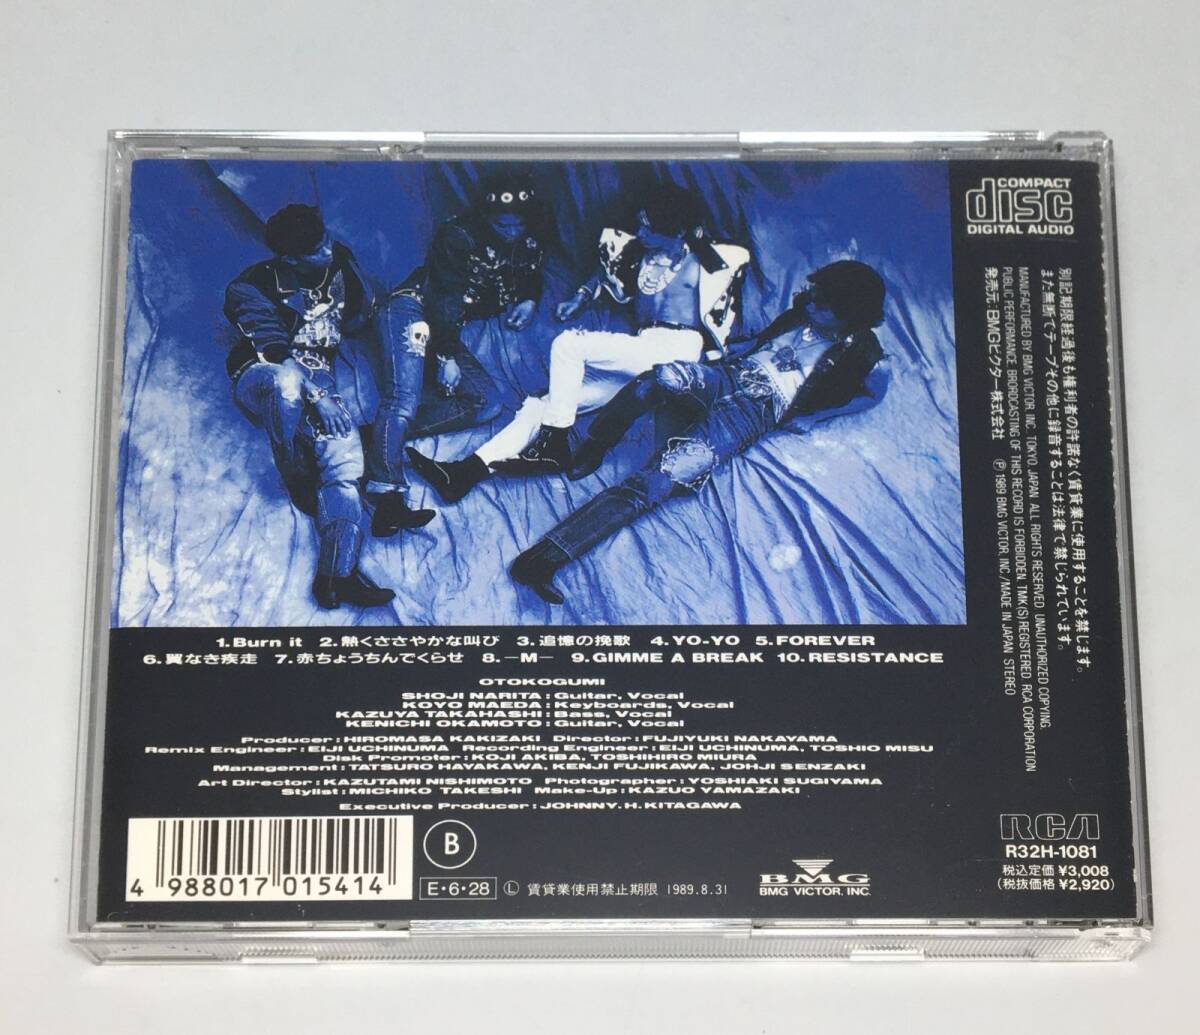 COMPACT
disc
DIGITAL AUDIO
別記期限経過後も権利者の許諾なく賃貸業に使用することを禁じます。
また無断でテープその他に録音することは法律で禁じられています。
MANUFACTURED BY BMG VICTOR, INC. TOKYO, JAPAN. ALL RIGHTS RESERVED. UNAUTHORIZED COPYING.
PUBLIC PERFORMANCE. BRORDCASTING OF THIS RECORD IS FORBIDDEN. TMK(S)REGISTERED. RCA CORPORATION
発売元:BMGビクター株式会社 Ⓟ 1989 BMG VICTOR. INC./MADE IN JAPAN STEREO
1.Burn it 2.熱くささやかな叫び 3.追憶の挽歌 4.YO-YO 5.FOREVER
6.翼なき疾走 7.赤ちょうちんでくらせ 8.—M— 9.GIMME A BREAK 10.RESISTANCE
OTOKOGUMI
SHOJI NARITA:Guitar, Vocal
KOYO MAEDA:Keyboards, Vocal
KAZUYA TAKAHASHI:Bass, Vocal
KENICHI OKAMOTO:Guitar, Vocal
Producer:HIROMASA KAKIZAKI Director:FUJIYUKI NAKAYAMA
Remix Engineer:EIJI UCHINUMA Recording Engineer:EIJI UCHINUMA, TOSHIO MISU
Disk Promoter:KOJI AKIBA, TOSHIHIRO MIURA
Management:TATSURO HAYAKAWA, KENJI FUJIKAWA, JOHJI SENZAKI
Art Director:KAZUTAMI NISHIMOTO Photographer:YOSHIAKI SUGIYAMA
Stylist:MICHIKO TAKESHI Make-Up:KAZUO YAMAZAKI
Executive Producer:JOHNNY. H. KITAGAWA
4 988017 015414
B
E・6・28 Ⓛ 賃貸業使用禁止期限 1989.8.31
BMG
BMG VICTOR, INC.
RCA
R32H-1081
税込定価 ¥3,008
(税抜価格 ¥2,920)